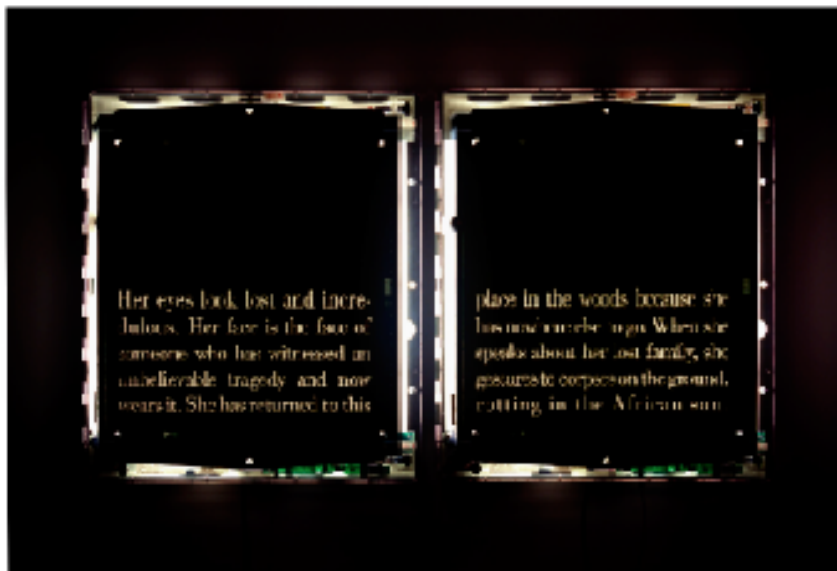 Her eyes look lost and incre-
dulous. Her face is the face of
someone who has witnessed an
unbelievable tragedy and now
wears it. She has returned to this
place in the woods because she
has nowhere else to go. When she
speaks about her lost family, she
gestures to corpses on the ground,
rotting in the African sun.